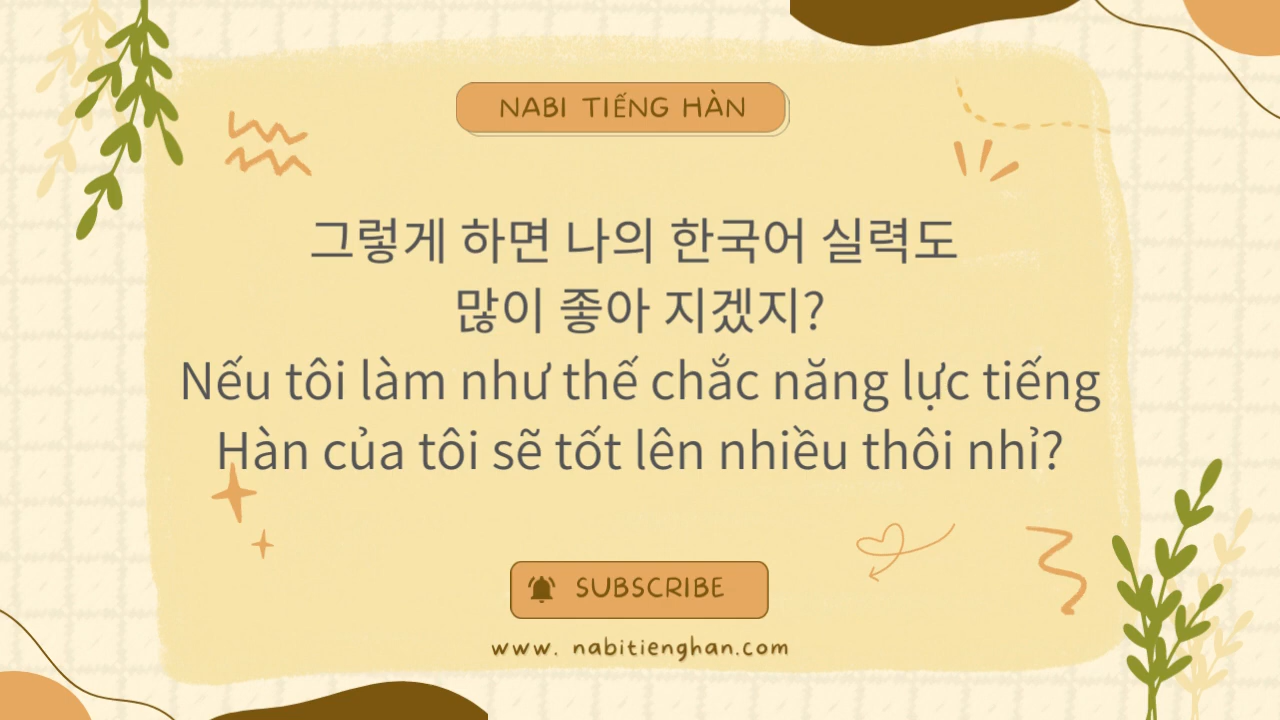 NABI TIẾNG HÀN
그렇게 하면 나의 한국어 실력도
많이 좋아 지겠지?
Nếu tôi làm như thế chắc năng lực tiếng
Hàn của tôi sẽ tốt lên nhiều thôi nhỉ?
SUBSCRIBE
www. nabitienghan.com